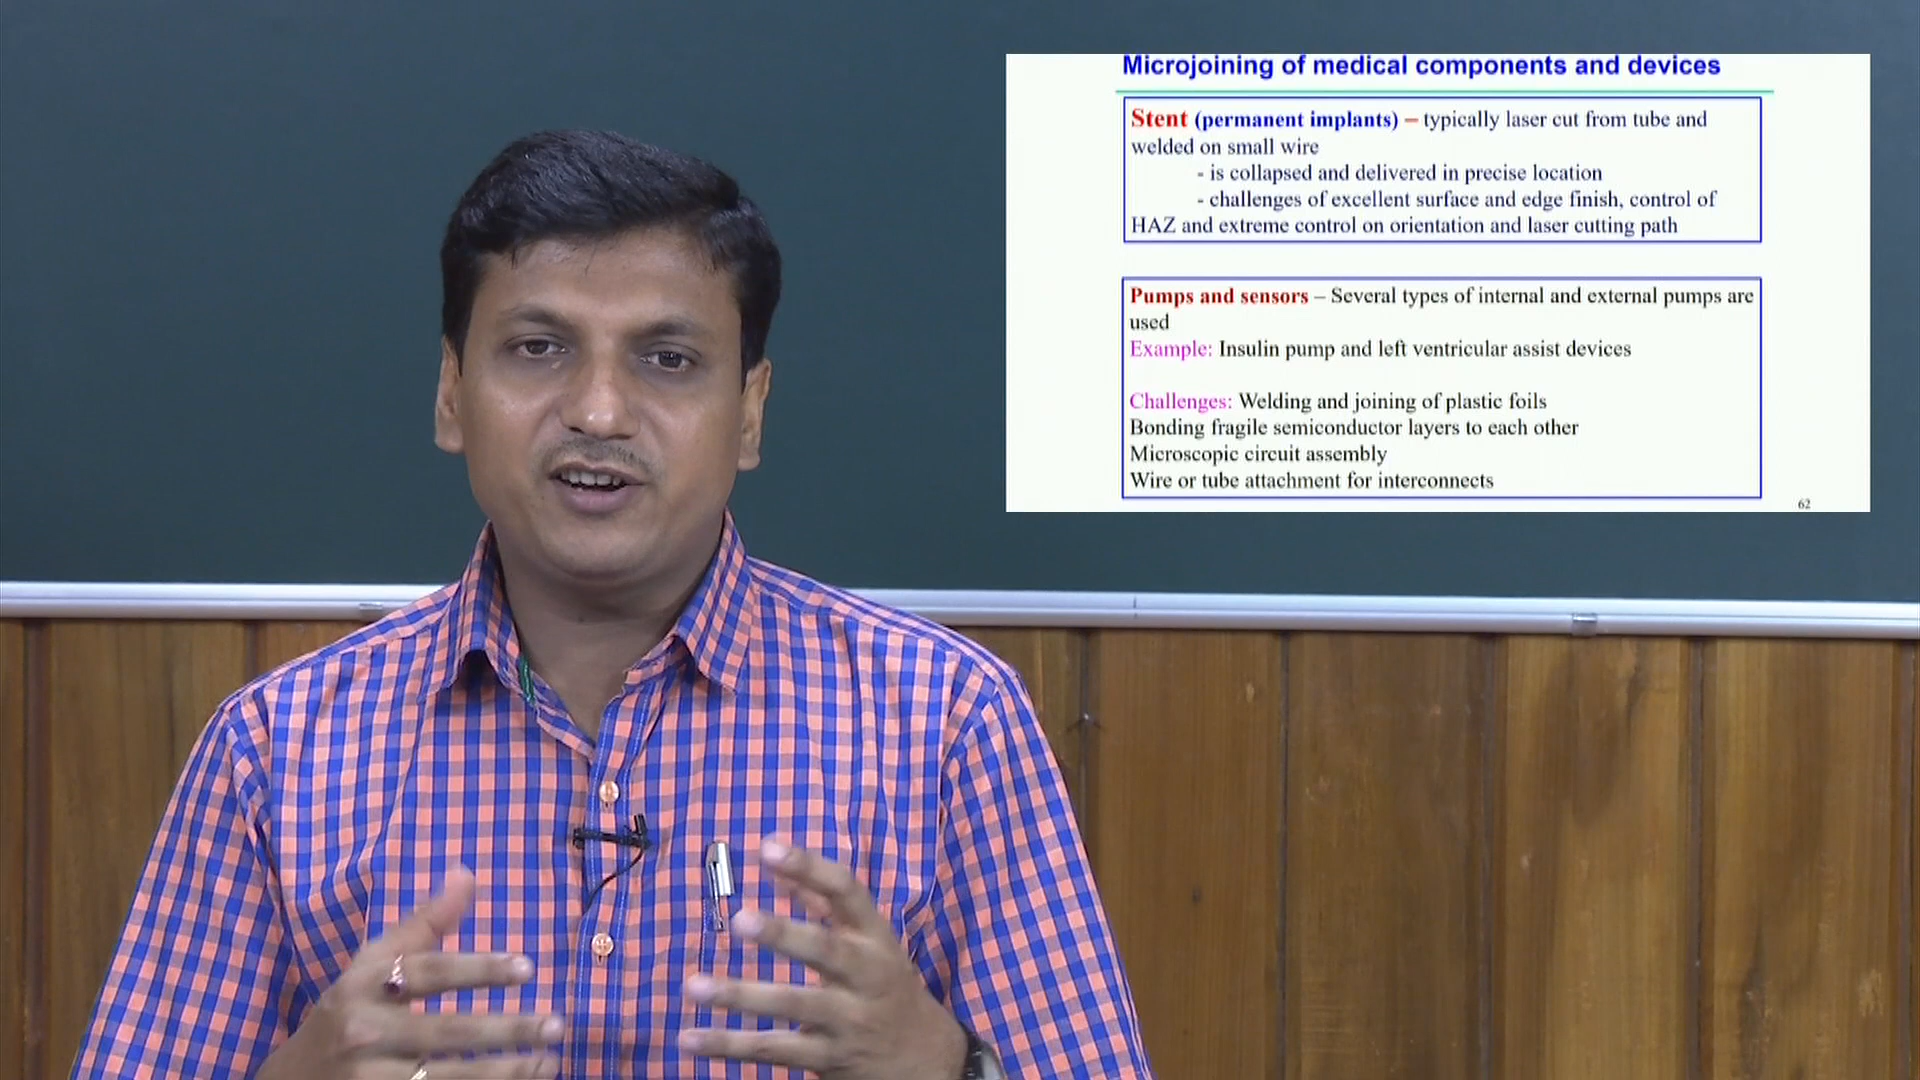 Microjoining of medical components and devices
Stent (permanent implants) – typically laser cut from tube and
welded on small wire
- is collapsed and delivered in precise location
- challenges of excellent surface and edge finish, control of
HAZ and extreme control on orientation and laser cutting path
Pumps and sensors – Several types of internal and external pumps are
used
Example: Insulin pump and left ventricular assist devices
Challenges: Welding and joining of plastic foils
Bonding fragile semiconductor layers to each other
Microscopic circuit assembly
Wire or tube attachment for interconnects
62